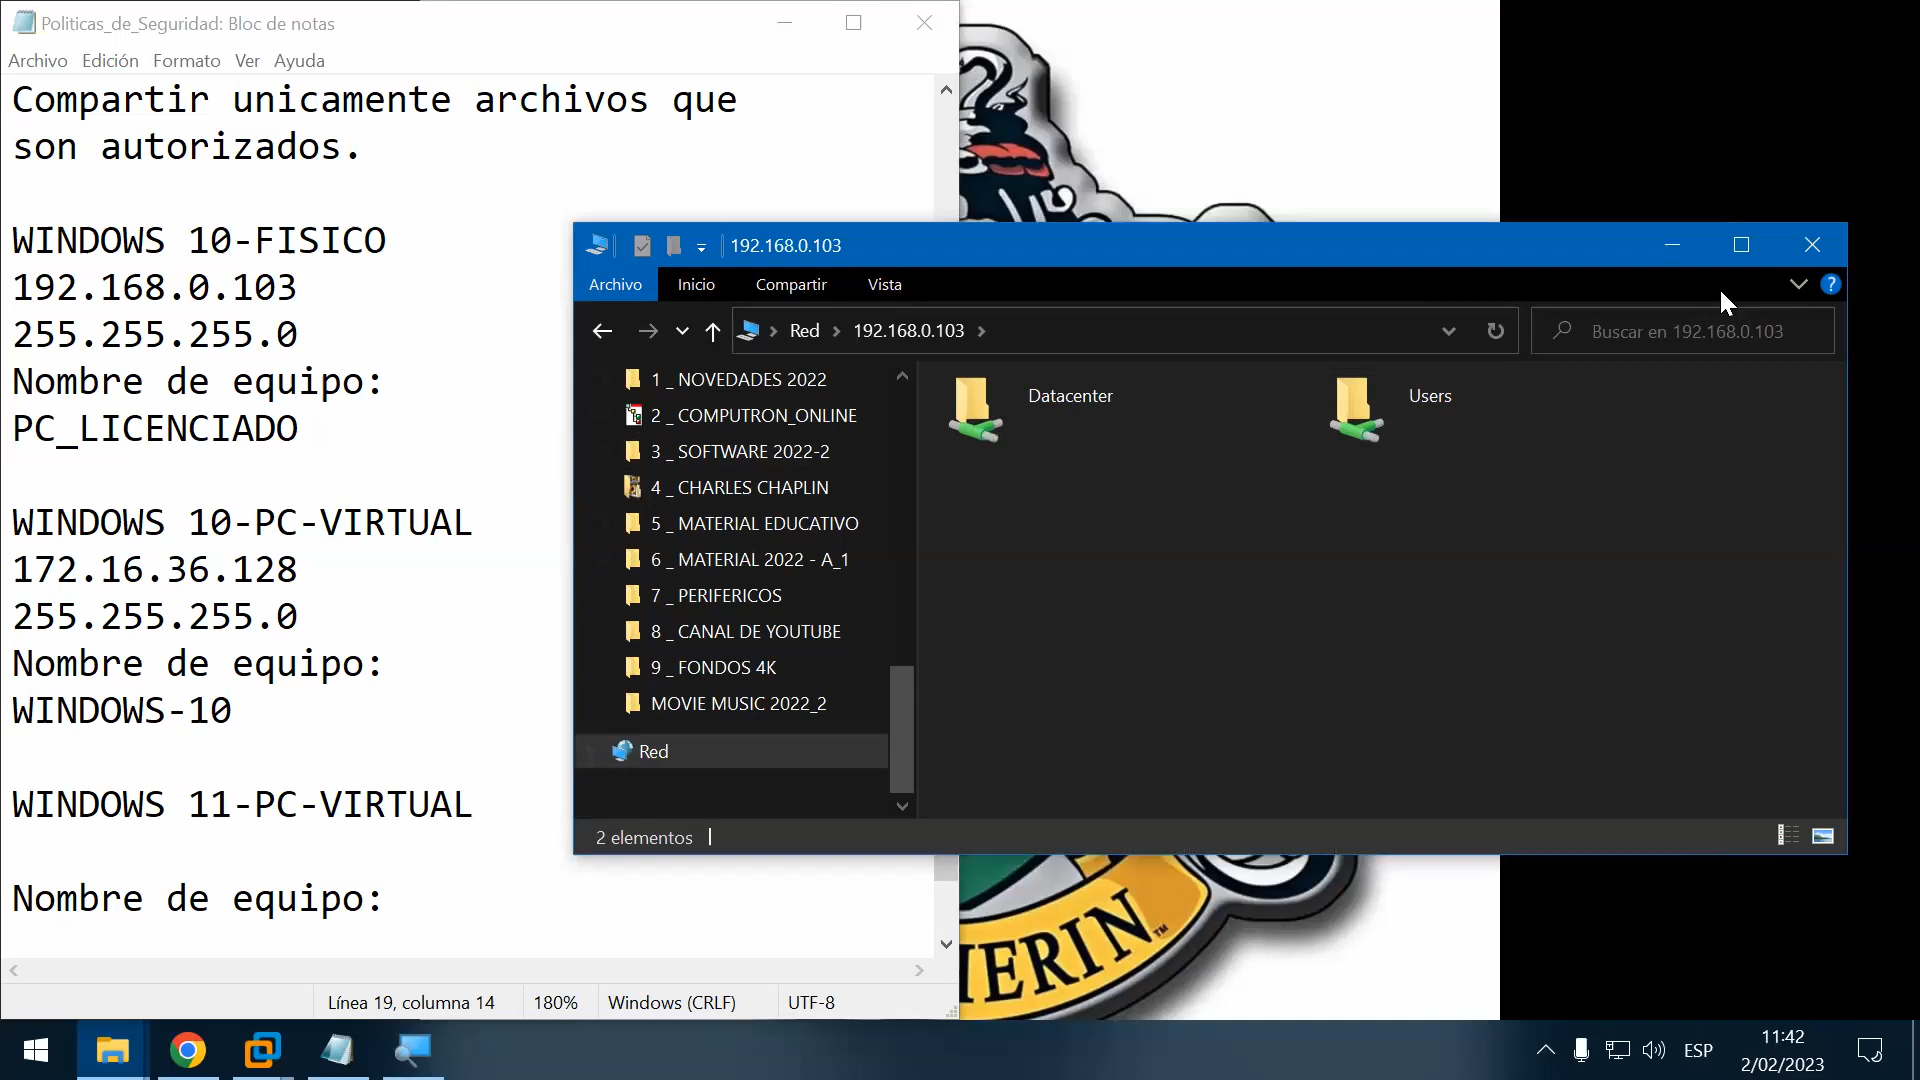 Politicas_de_Seguridad: Bloc de notas
Archivo Edición Formato Ver Ayuda
Compartir unicamente archivos que
son autorizados.
WINDOWS 10-FISICO
192.168.0.103
255.255.255.0
Nombre de equipo:
PC_LICENCIADO
WINDOWS 10-PC-VIRTUAL
172.16.36.128
255.255.255.0
Nombre de equipo:
WINDOWS-10
WINDOWS 11-PC-VIRTUAL
Nombre de equipo:
Línea 19, columna 14 180% Windows (CRLF) UTF-8
192.168.0.103
Archivo Inicio Compartir Vista
Red 192.168.0.103
Buscar en 192.168.0.103
1 _ NOVEDADES 2022
2 _ COMPUTRON_ONLINE
3 _ SOFTWARE 2022-2
4 _ CHARLES CHAPLIN
5 _ MATERIAL EDUCATIVO
6 _ MATERIAL 2022 - A_1
7 _ PERIFERICOS
8 _ CANAL DE YOUTUBE
9 _ FONDOS 4K
MOVIE MUSIC 2022_2
Red
Datacenter
Users
2 elementos
HERIN™
ESP
11:42
2/02/2023